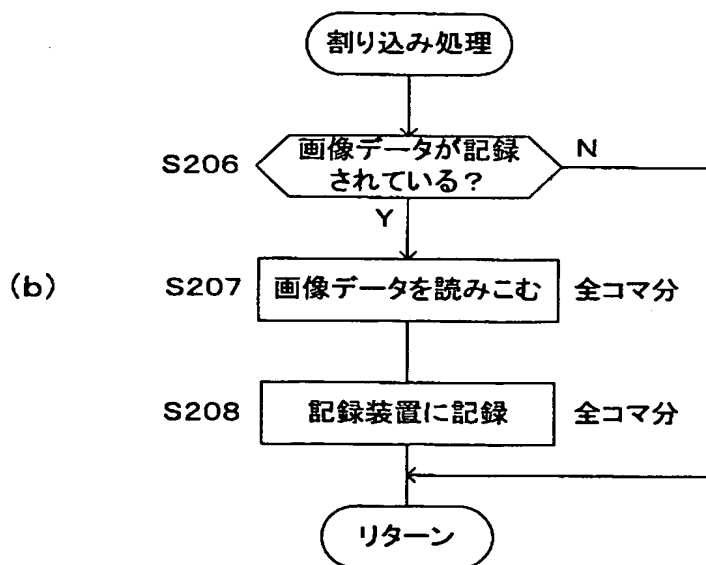 割り込み処理
S206
画像データが記録
されている?
N
Y
(b)
S207
画像データを読みこむ
全コマ分
S208
記録装置に記録
全コマ分
リターン